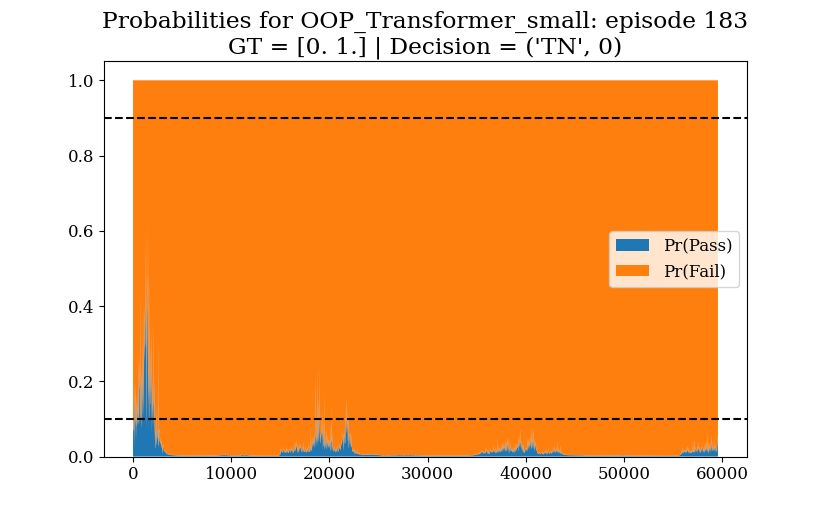 Probabilities for OOP_Transformer_small: episode 183
GT = [0. 1.] | Decision = ('TN', 0)
1.0
0.8
0.6
0.4
0.2
0.0
Pr(Pass)
Pr(Fail)
0 10000 20000 30000 40000 50000 60000